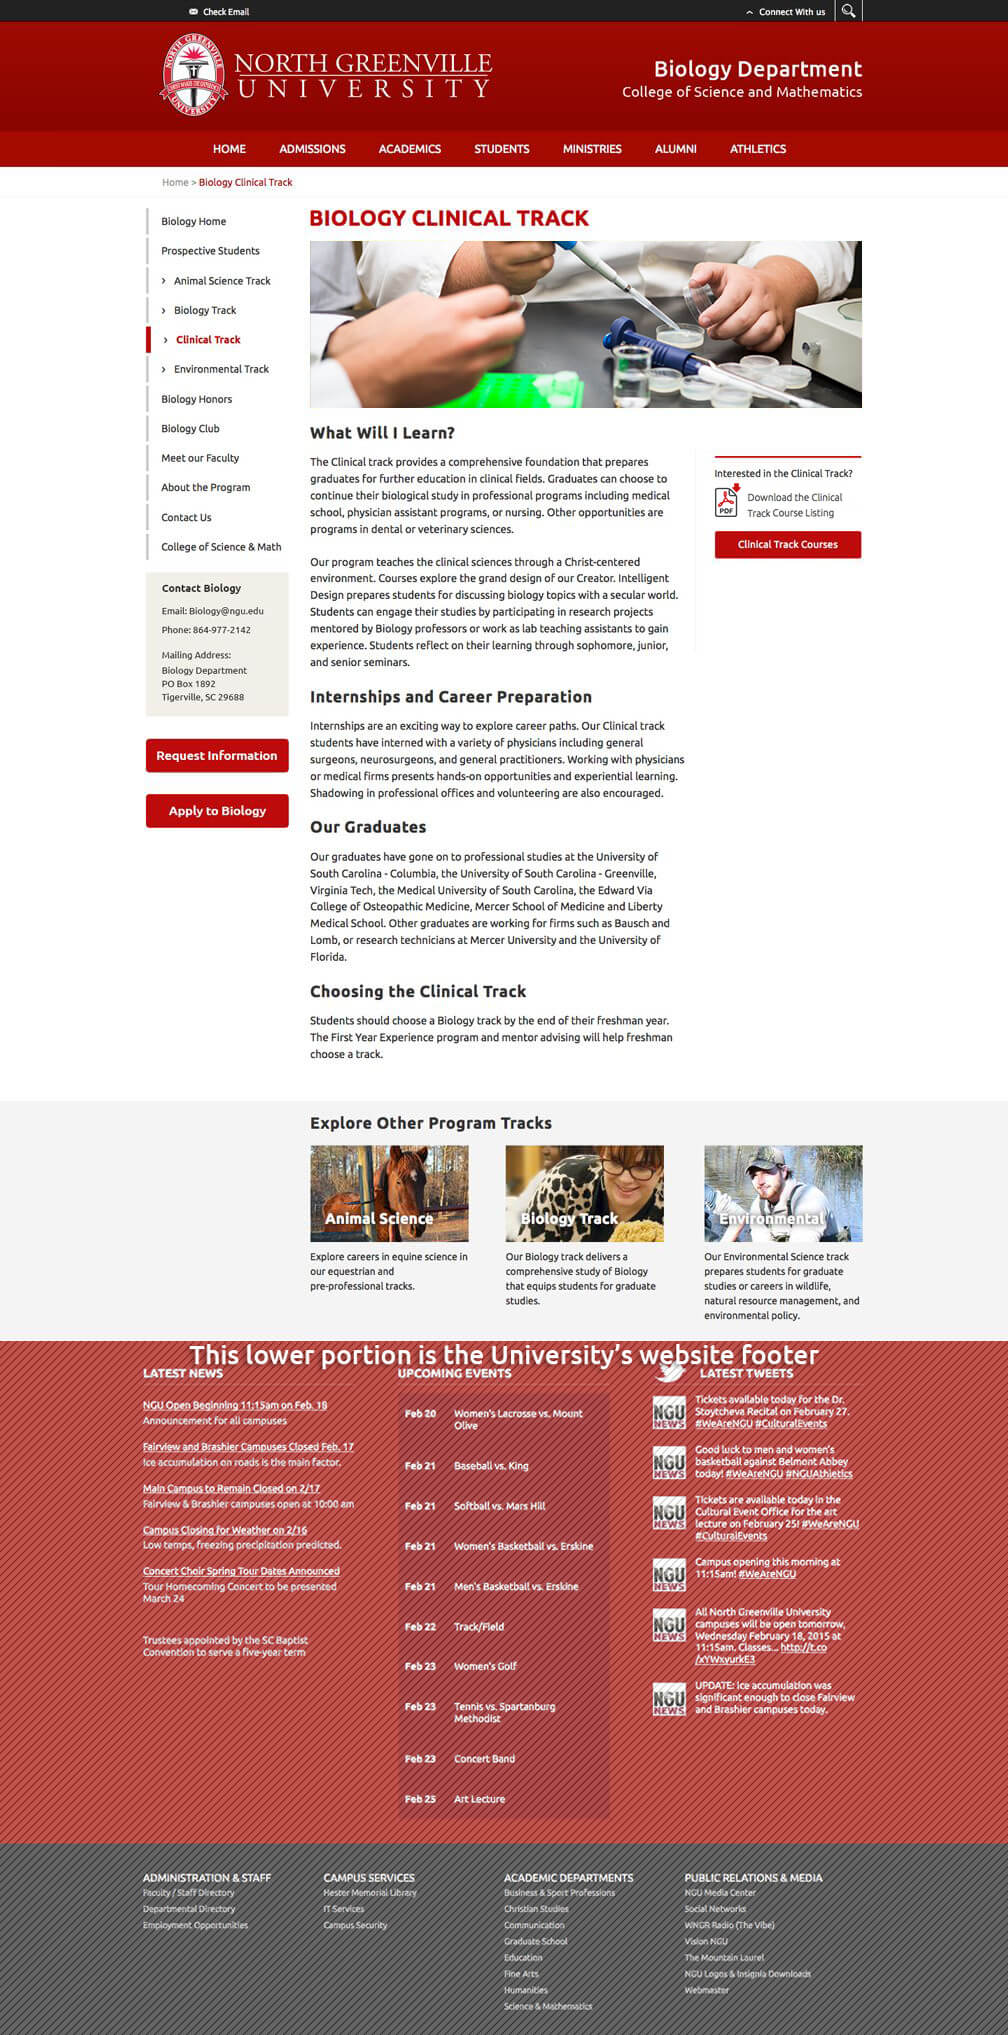 Check Email
Connect With us
NORTH GREENVILLE
UNIVERSITY
Biology Department
College of Science and Mathematics
HOME ADMISSIONS ACADEMICS STUDENTS MINISTRIES ALUMNI ATHLETICS
Home > Biology Clinical Track
Biology Home
Prospective Students
› Animal Science Track
› Biology Track
› Clinical Track
› Environmental Track
Biology Honors
Biology Club
Meet our Faculty
About the Program
Contact Us
College of Science & Math
Contact Biology
Email: Biology@ngu.edu
Phone: 864-977-2142
Mailing Address:
Biology Department
PO Box 1892
Tigerville, SC 29688
Request Information
Apply to Biology
BIOLOGY CLINICAL TRACK
What Will I Learn?
The Clinical track provides a comprehensive foundation that prepares
graduates for further education in clinical fields. Graduates can choose to
continue their biological study in professional programs including medical
school, physician assistant programs, or nursing. Other opportunities are
programs in dental or veterinary sciences.
Our program teaches the clinical sciences through a Christ-centered
environment. Courses explore the grand design of our Creator. Intelligent
Design prepares students for discussing biology topics with a secular world.
Students can engage their studies by participating in research projects
mentored by Biology professors or work as lab teaching assistants to gain
experience. Students reflect on their learning through sophomore, junior,
and senior seminars.
Interested in the Clinical Track?
PDF
Download the Clinical
Track Course Listing
Clinical Track Courses
Internships and Career Preparation
Internships are an exciting way to explore career paths. Our Clinical track
students have interned with a variety of physicians including general
surgeons, neurosurgeons, and general practitioners. Working with physicians
or medical firms presents hands-on opportunities and experiential learning.
Shadowing in professional offices and volunteering are also encouraged.
Our Graduates
Our graduates have gone on to professional studies at the University of
South Carolina - Columbia, the University of South Carolina - Greenville,
Virginia Tech, the Medical University of South Carolina, the Edward Via
College of Osteopathic Medicine, Mercer School of Medicine and Liberty
Medical School. Other graduates are working for firms such as Bausch and
Lomb, or research technicians at Mercer University and the University of
Florida.
Choosing the Clinical Track
Students should choose a Biology track by the end of their freshman year.
The First Year Experience program and mentor advising will help freshman
choose a track.
Explore Other Program Tracks
Animal Science
Explore careers in equine science in
our equestrian and
pre-professional tracks.
Biology Track
Our Biology track delivers a
comprehensive study of Biology
that equips students for graduate
studies.
Environmental
Our Environmental Science track
prepares students for graduate
studies or careers in wildlife,
natural resource management, and
environmental policy.
This lower portion is the University's website footer
LATEST NEWS
NGU Open Beginning 11:15am on Feb. 18
Announcement for all campuses
Fairview and Brashier Campuses Closed Feb. 17
Ice accumulation on roads is the main factor.
Main Campus to Remain Closed on 2/17
Fairview & Brashier campuses open at 10:00 am
Campus Closing for Weather on 2/16
Low temps, freezing precipitation predicted.
Concert Choir Spring Tour Dates Announced
Tour Homecoming Concert to be presented
March 24
Trustees appointed by the SC Baptist
Convention to serve a five-year term
UPCOMING EVENTS
Feb 20 Women's Lacrosse vs. Mount
Olive
Feb 21 Baseball vs. King
Feb 21 Softball vs. Mars Hill
Feb 21 Women's Basketball vs. Erskine
Feb 21 Men's Basketball vs. Erskine
Feb 22 Track/Field
Feb 23 Women's Golf
Feb 23 Tennis vs. Spartanburg
Methodist
Feb 23 Concert Band
Feb 25 Art Lecture
LATEST TWEETS
NGU NEWS
Tickets available today for the Dr.
Stoytcheva Recital on February 27.
#WeAreNGU #CulturalEvents
NGU NEWS
Good luck to men and women's
basketball against Belmont Abbey
today! #WeAreNGU #NGUAthletics
NGU NEWS
Tickets are available today in the
Cultural Event Office for the art
lecture on February 25! #WeAreNGU
#CulturalEvents
NGU NEWS
Campus opening this morning at
11:15am! #WeAreNGU
NGU NEWS
All North Greenville University
campuses will be open tomorrow,
Wednesday February 18, 2015 at
11:15am. Classes... http://t.co
/xYWxyurkE3
NGU NEWS
UPDATE: Ice accumulation was
significant enough to close Fairview
and Brashier campuses today.
ADMINISTRATION & STAFF
Faculty / Staff Directory
Departmental Directory
Employment Opportunities
CAMPUS SERVICES
Hester Memorial Library
IT Services
Campus Security
ACADEMIC DEPARTMENTS
Business & Sport Professions
Christian Studies
Communication
Graduate School
Education
Fine Arts
Humanities
Science & Mathematics
PUBLIC RELATIONS & MEDIA
NGU Media Center
Social Networks
WNGR Radio (The Vibe)
Vision NGU
The Mountain Laurel
NGU Logos & Insignia Downloads
Webmaster